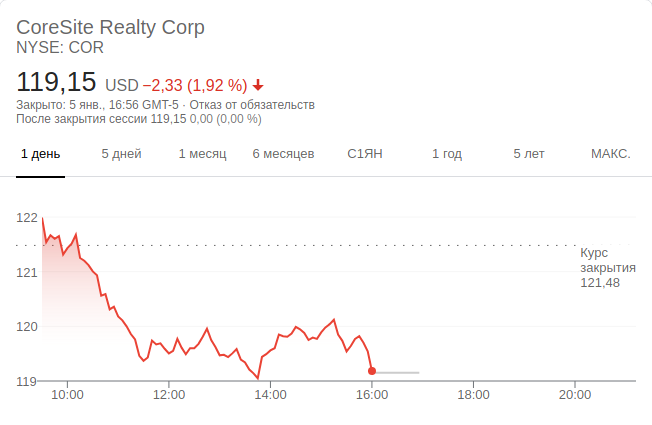 CoreSite Realty Corp
NYSE: COR
119,15 USD −2,33 (1,92 %)
Закрыто: 5 янв., 16:56 GMT-5 · Отказ от обязательств
После закрытия сессии 119,15 0,00 (0,00 %)
1 день 5 дней 1 месяц 6 месяцев С1ЯН 1 год 5 лет МАКС.
122
Курс
закрытия
121,48
121
120
119
10:00 12:00 14:00 16:00 18:00 20:00